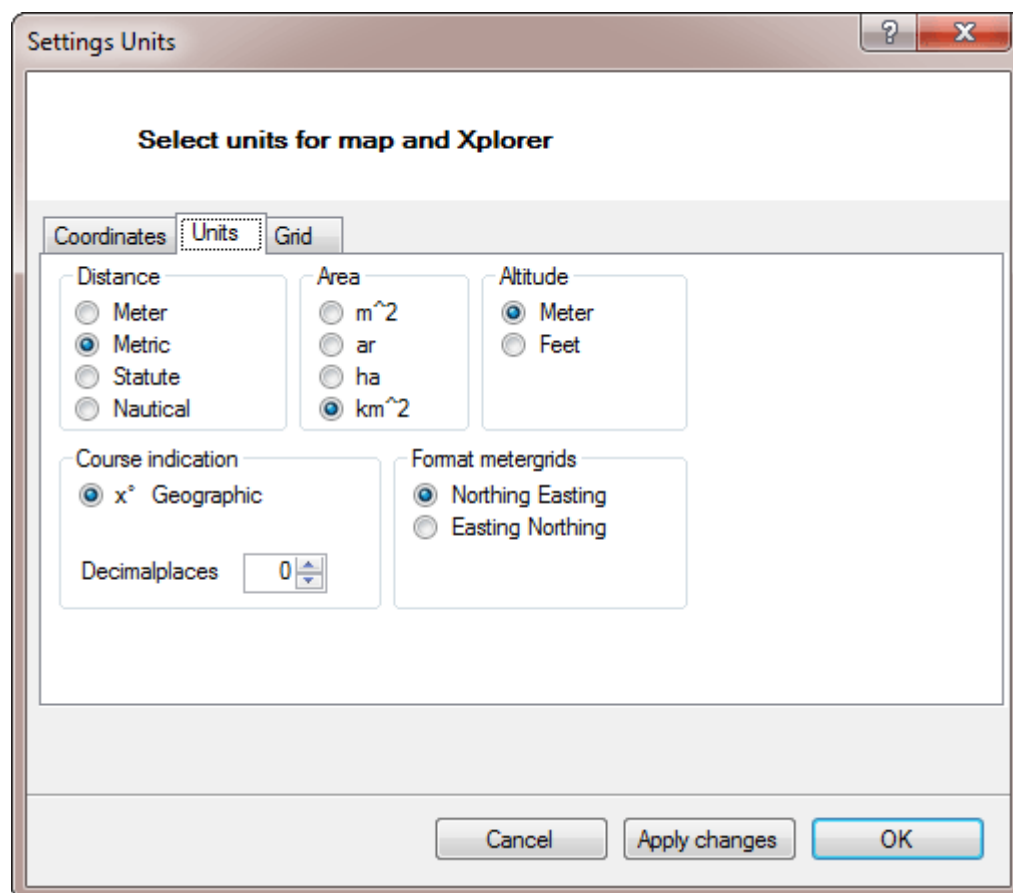 Settings Units
?
Select units for map and Xplorer
Coordinates Units Grid
Distance
Meter
Metric
Statute
Nautical
Area
m^2
ar
ha
km^2
Altitude
Meter
Feet
Course indication
x° Geographic
Decimalplaces 0
Format metergrids
Northing Easting
Easting Northing
Cancel Apply changes OK